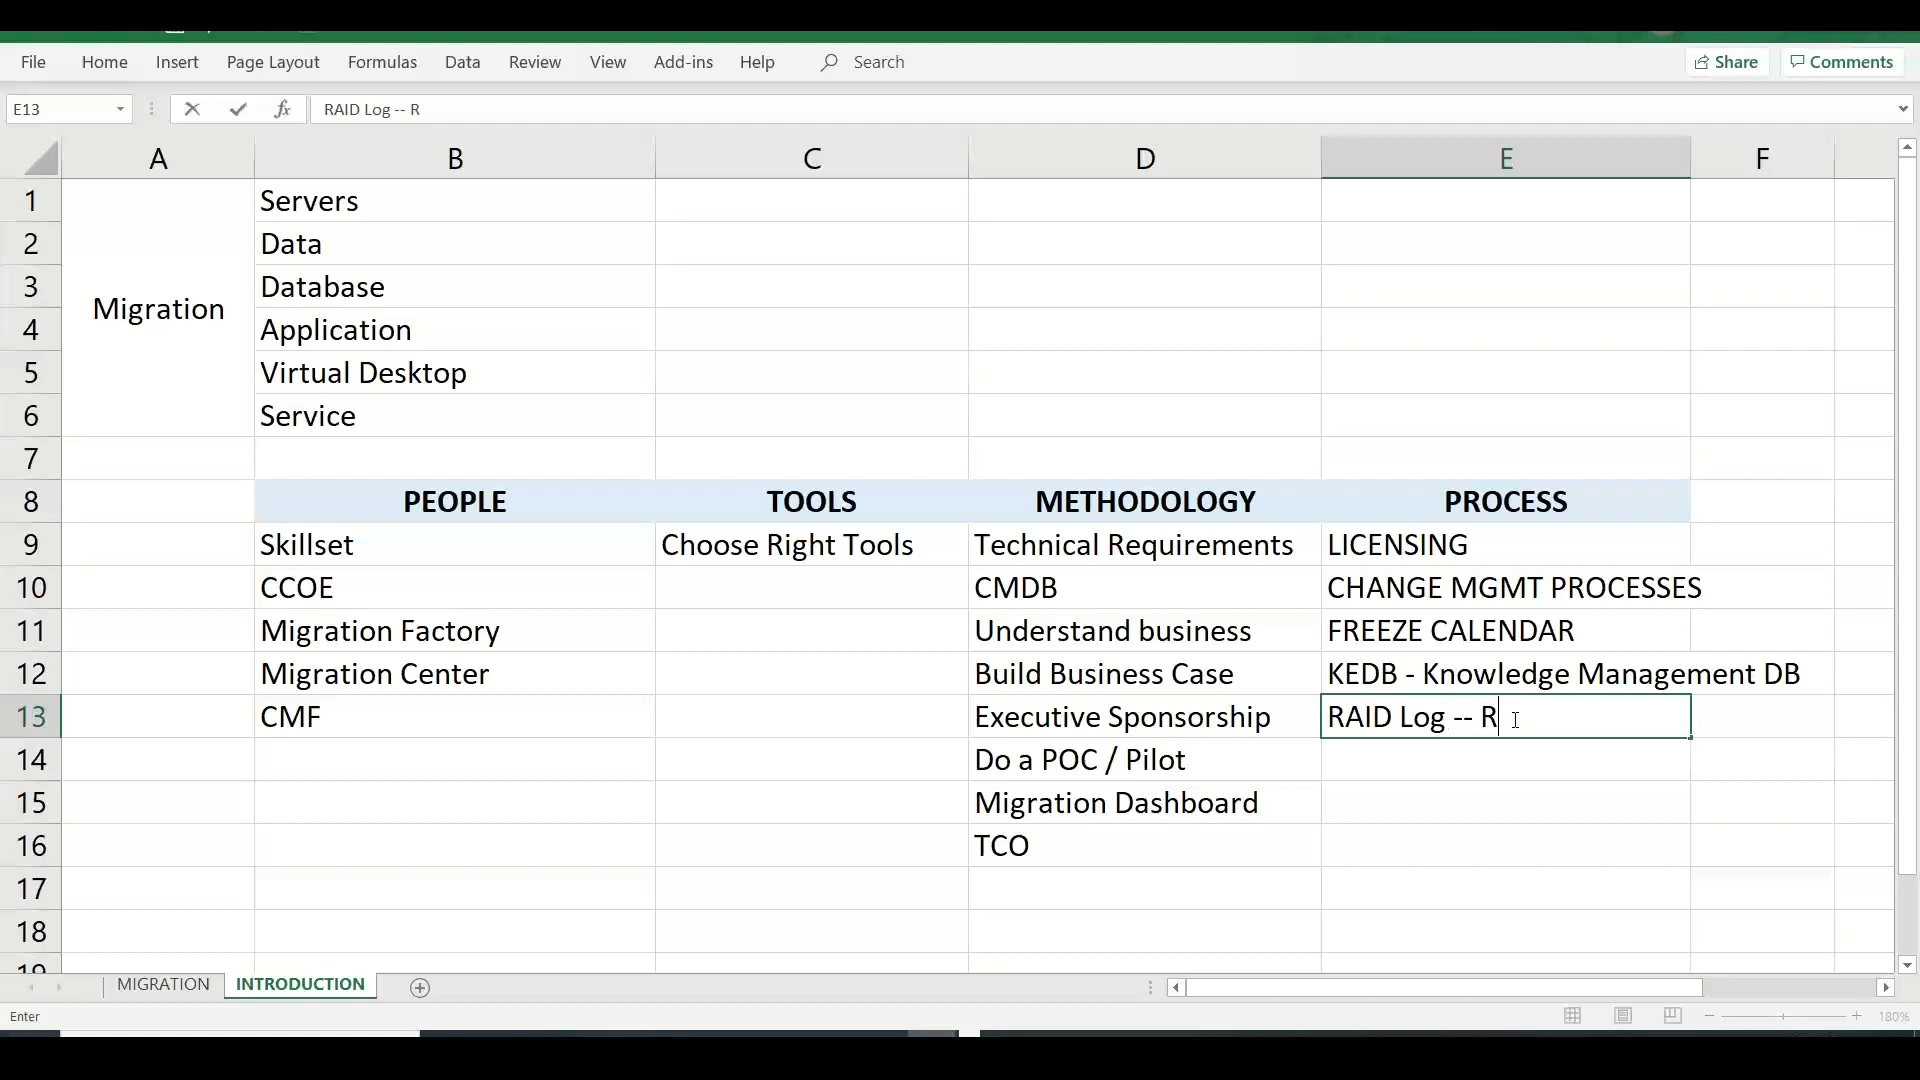 File Home Insert Page Layout Formulas Data Review View Add-ins Help Search Share Comments
E13 fx RAID Log -- R
A B C D E F
1 Servers
2 Data
3 Database
Migration
4 Application
5 Virtual Desktop
6 Service
7
8 PEOPLE TOOLS METHODOLOGY PROCESS
9 Skillset Choose Right Tools Technical Requirements LICENSING
10 CCOE CMDB CHANGE MGMT PROCESSES
11 Migration Factory Understand business FREEZE CALENDAR
12 Migration Center Build Business Case KEDB - Knowledge Management DB
13 CMF Executive Sponsorship RAID Log -- R
14 Do a POC / Pilot
15 Migration Dashboard
16 TCO
17
18
19
MIGRATION INTRODUCTION
Enter 180%